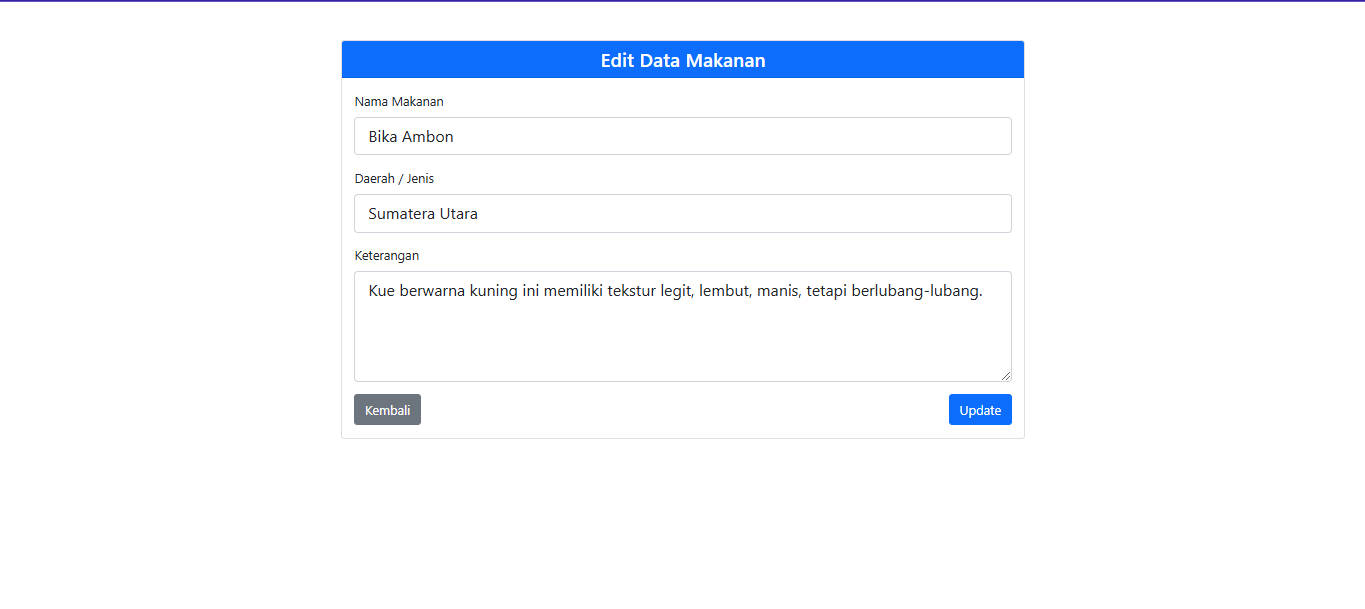 Edit Data Makanan
Nama Makanan
Bika Ambon
Daerah / Jenis
Sumatera Utara
Keterangan
Kue berwarna kuning ini memiliki tekstur legit, lembut, manis, tetapi berlubang-lubang.
Kembali
Update